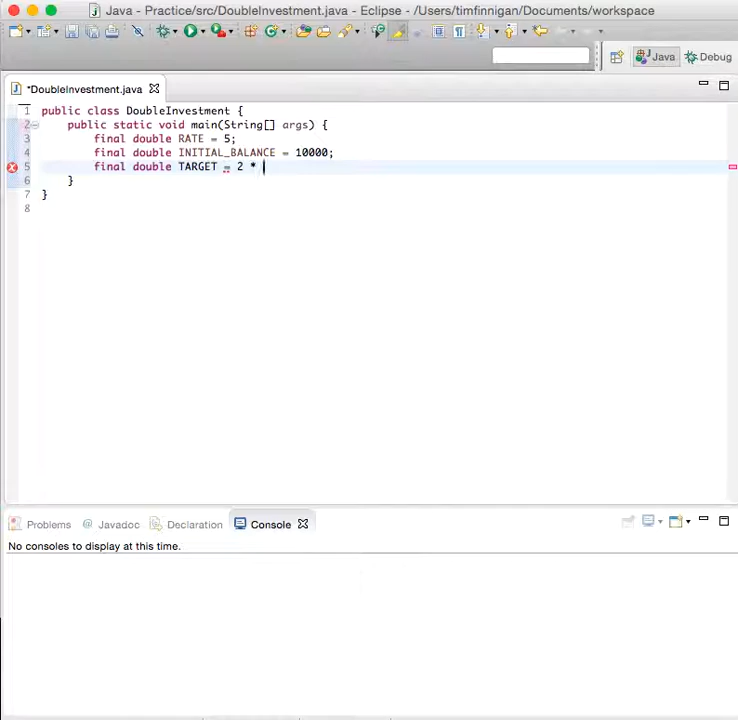 Java - Practice/src/DoubleInvestment.java - Eclipse - /Users/timfinnigan/Documents/workspace
Java Debug
*DoubleInvestment.java
1 public class DoubleInvestment {
2 public static void main(String[] args) {
3 final double RATE = 5;
4 final double INITIAL_BALANCE = 10000;
5 final double TARGET = 2 *
6 }
7 }
8
Problems @ Javadoc Declaration Console
No consoles to display at this time.